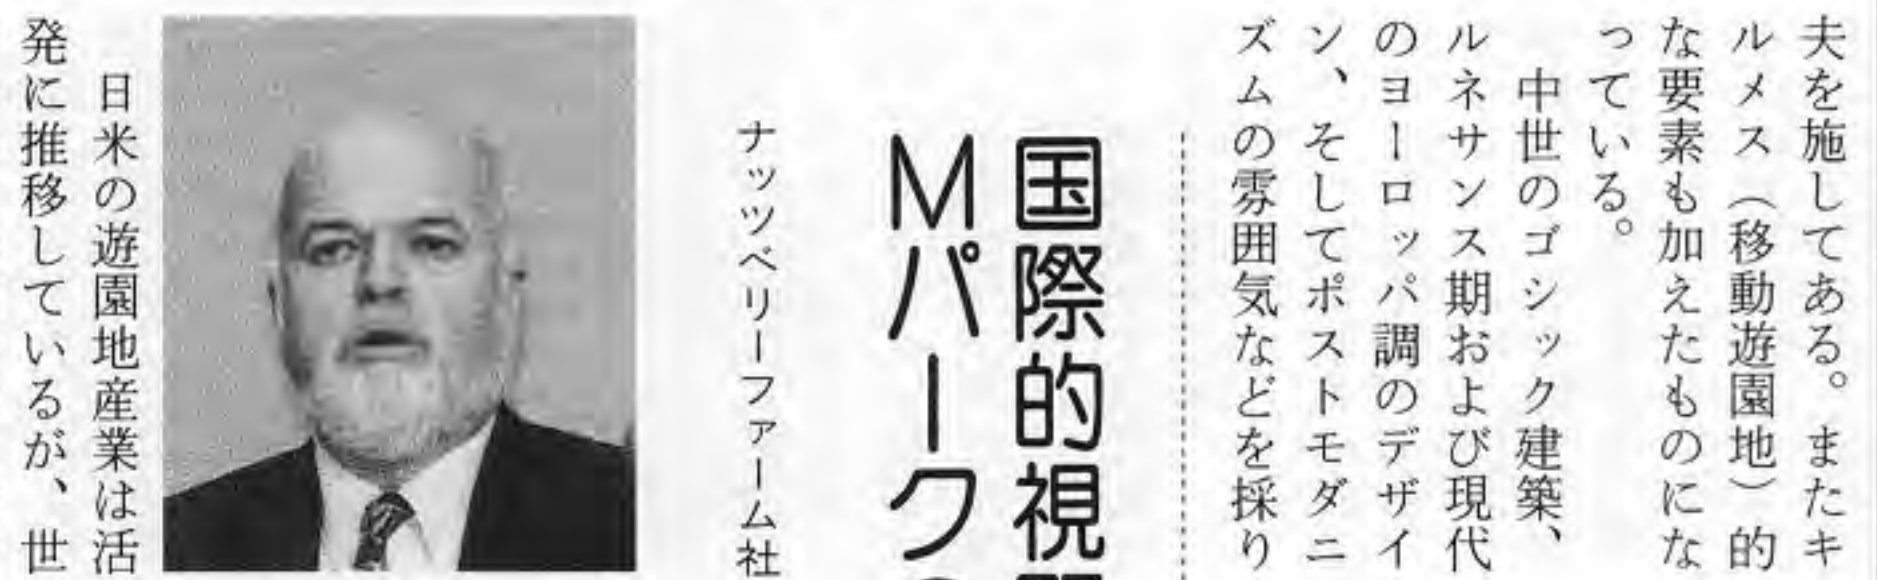 夫を施してある。またキ
ルメス（移動遊園地）的
な要素も加えたものにな
っている。
中世のゴシック建築、
ルネサンス期および現代
のヨーロッパ調のデザイ
ン、そしてポストモダニ
ズムの雰囲気などを採り
国際的視
Mパーク
ナッツベリーファーム社
日米の遊園地産業は活
発に推移しているが、世